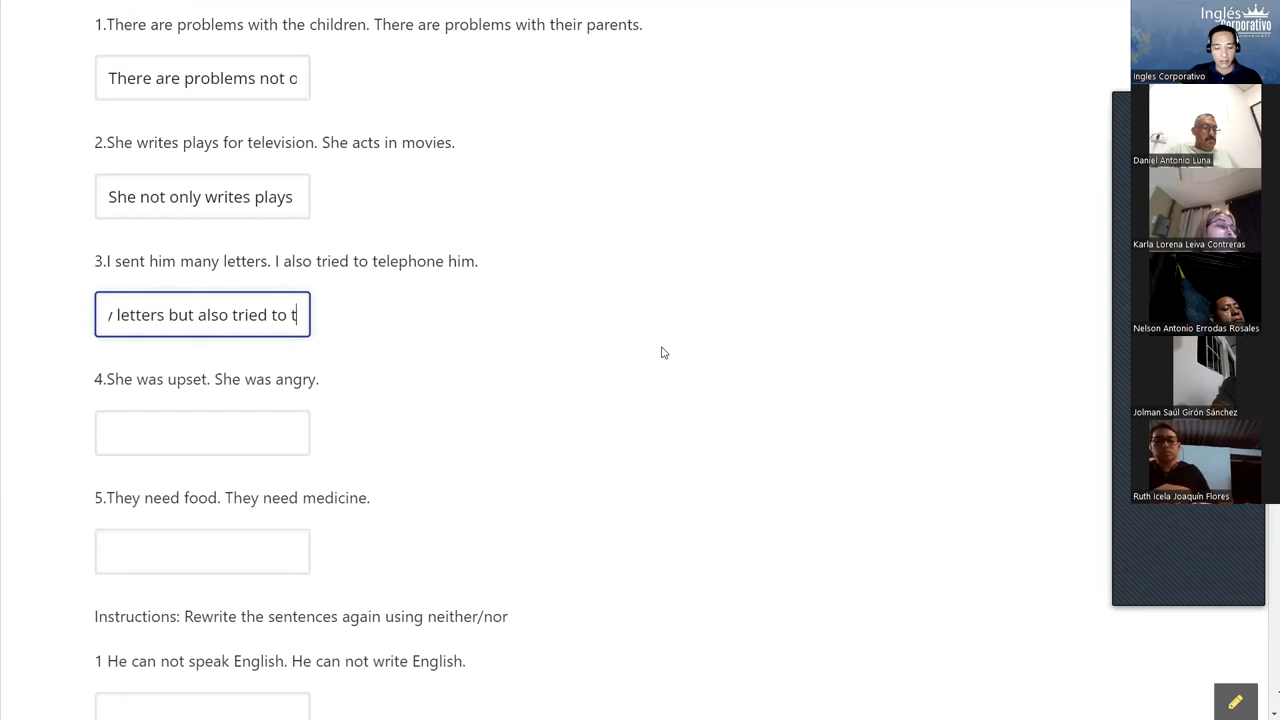 1.There are problems with the children. There are problems with their parents.
There are problems not o
2.She writes plays for television. She acts in movies.
She not only writes plays
3.I sent him many letters. I also tried to telephone him.
letters but also tried to t
4.She was upset. She was angry.
5.They need food. They need medicine.
Instructions: Rewrite the sentences again using neither/nor
1 He can not speak English. He can not write English.
Inglés
Corporativo
Ingles Corporativo
Daniel Antonio Luna
Karla Lorena Leiva Contreras
Nelson Antonio Errodas Rosales
Jolman Saúl Girón Sánchez
Ruth Icela Joaquín Flores